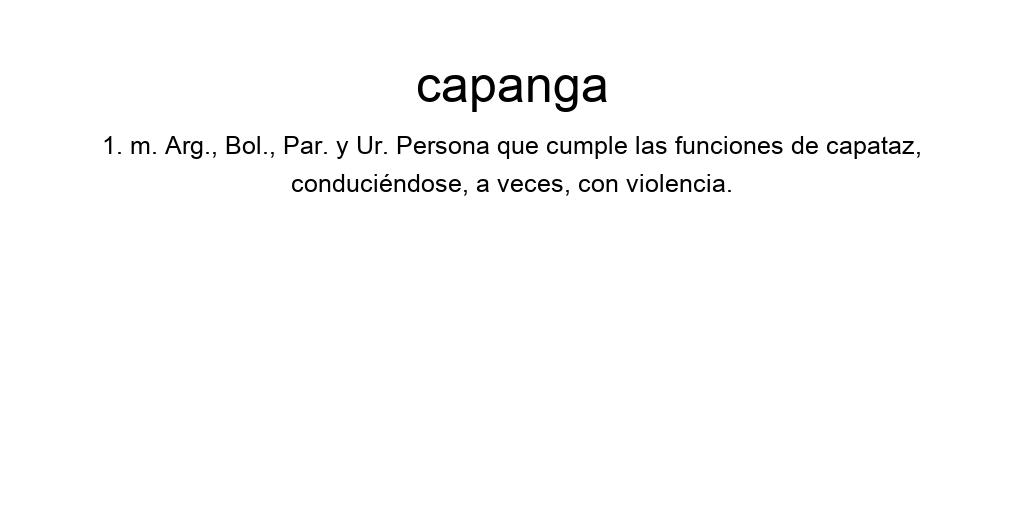 capanga
1. m. Arg., Bol., Par. y Ur. Persona que cumple las funciones de capataz,
conduciéndose, a veces, con violencia.